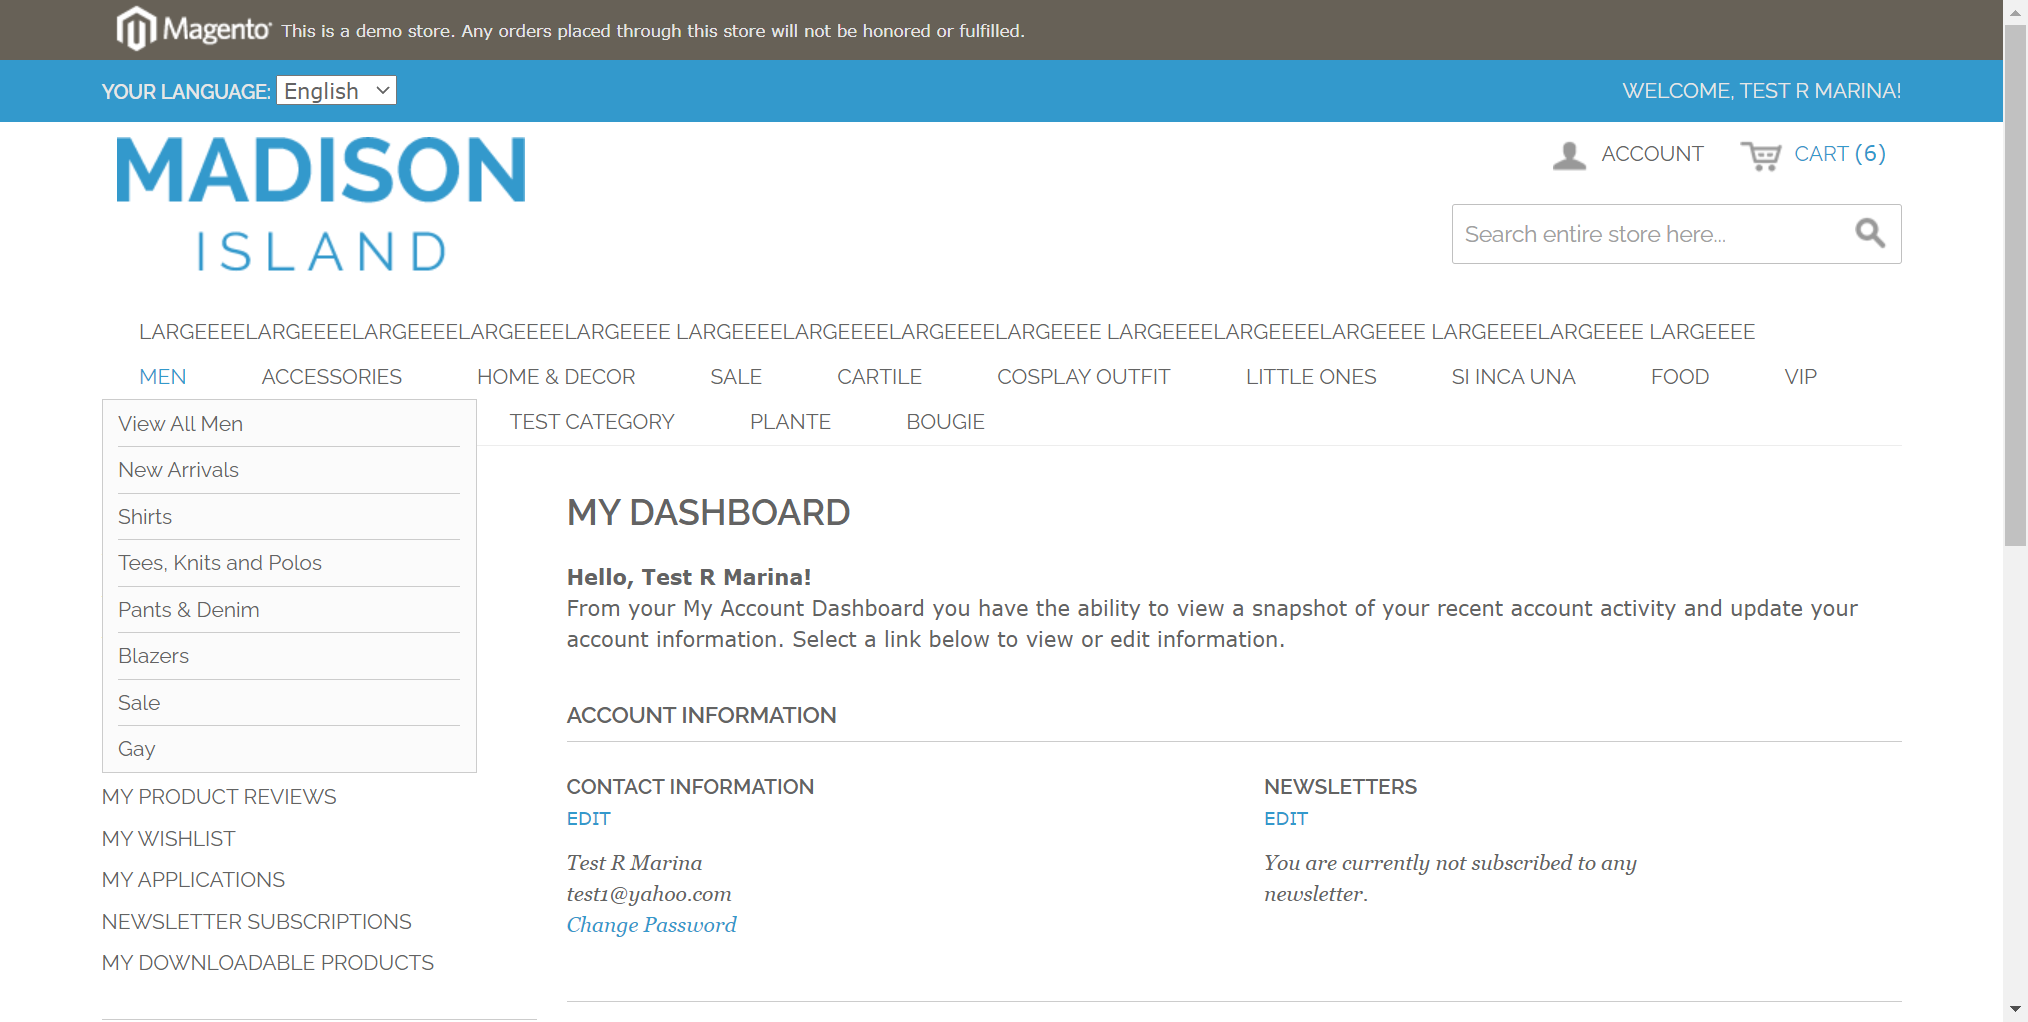 Magento This is a demo store. Any orders placed through this store will not be honored or fulfilled.
YOUR LANGUAGE: English WELCOME, TEST R MARINA!
MADISON
ISLAND
ACCOUNT CART (6)
Search entire store here...
LARGEEEELARGEEEELARGEEEELARGEEEELARGEEEE LARGEEEELARGEEEELARGEEEELARGEEEE LARGEEEELARGEEEELARGEEEE LARGEEEELARGEEEE LARGEEEE
MEN ACCESSORIES HOME & DECOR SALE CARTILE COSPLAY OUTFIT LITTLE ONES SI INCA UNA FOOD VIP
TEST CATEGORY PLANTE BOUGIE
View All Men
New Arrivals
Shirts
Tees, Knits and Polos
Pants & Denim
Blazers
Sale
Gay
MY PRODUCT REVIEWS
MY WISHLIST
MY APPLICATIONS
NEWSLETTER SUBSCRIPTIONS
MY DOWNLOADABLE PRODUCTS
MY DASHBOARD
Hello, Test R Marina!
From your My Account Dashboard you have the ability to view a snapshot of your recent account activity and update your
account information. Select a link below to view or edit information.
ACCOUNT INFORMATION
CONTACT INFORMATION
EDIT
Test R Marina
test1@yahoo.com
Change Password
NEWSLETTERS
EDIT
You are currently not subscribed to any
newsletter.